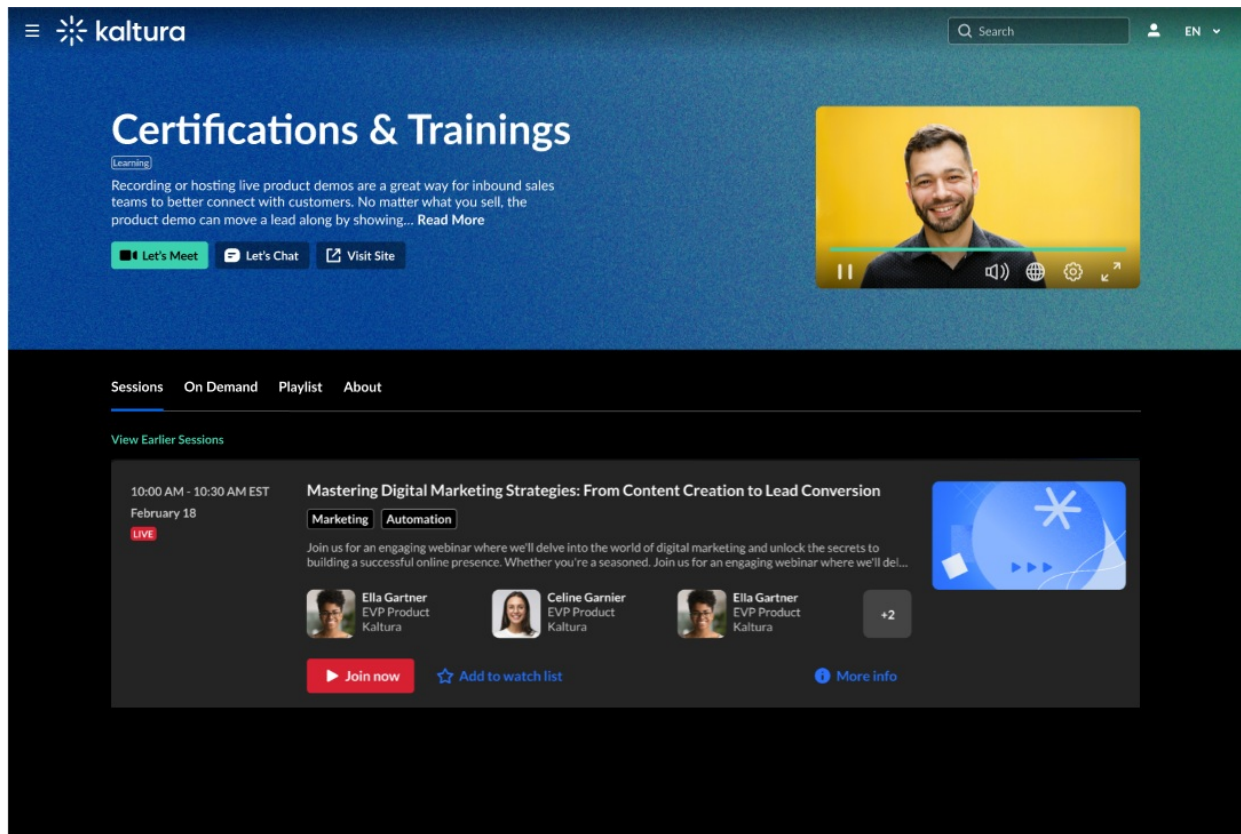 kaltura
Search
EN
Certifications & Trainings
Learning
Recording or hosting live product demos are a great way for inbound sales
teams to better connect with customers. No matter what you sell, the
product demo can move a lead along by showing... Read More
Let's Meet
Let's Chat
Visit Site
Sessions On Demand Playlist About
View Earlier Sessions
10:00 AM - 10:30 AM EST
February 18
LIVE
Mastering Digital Marketing Strategies: From Content Creation to Lead Conversion
Marketing Automation
Join us for an engaging webinar where we'll delve into the world of digital marketing and unlock the secrets to
building a successful online presence. Whether you're a seasoned. Join us for an engaging webinar where we'll del...
Ella Gartner
EVP Product
Kaltura
Celine Garnier
EVP Product
Kaltura
Ella Gartner
EVP Product
Kaltura
+2
Join now
Add to watch list
More info